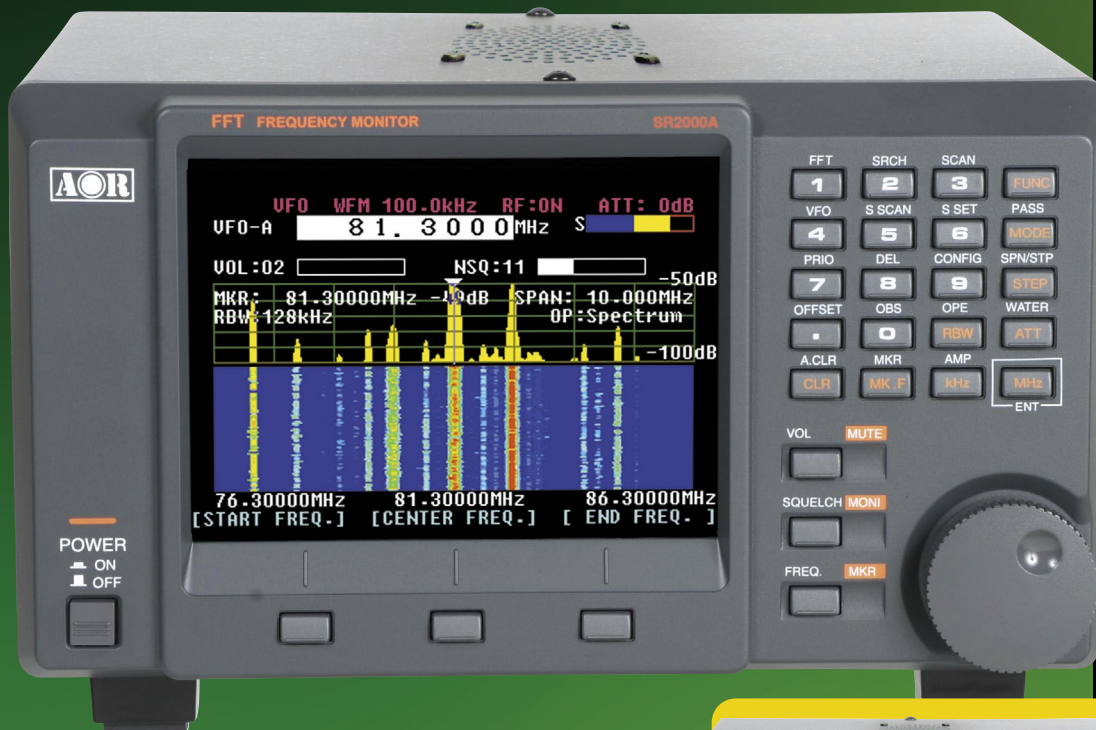 FFT FREQUENCY MONITOR SR2000A
AOR
VFO WFM 100.0kHz RF:ON ATT: 0dB
VFO-A 81.3000MHz S
VOL:02 NSQ:11
-50dB
MKR: 81.30000MHz dB SPAN: 10.000MHz
RBW:128kHz OP:Spectrum
-100dB
76.30000MHz 81.30000MHz 86.30000MHz
[START FREQ.] [CENTER FREQ.] [ END FREQ. ]
POWER
ON
OFF
FFT SRCH SCAN
1 2 3 FUNC
VFO S SCAN S SET PASS
4 5 6 MODE
PRIO DEL CONFIG SPN/STP
7 8 9 STEP
OFFSET OBS OPE WATER
. 0 RBW ATT
A.CLR MKR AMP
CLR MK.F kHz MHz
ENT
VOL MUTE
SQUELCH MONI
FREQ. MKR